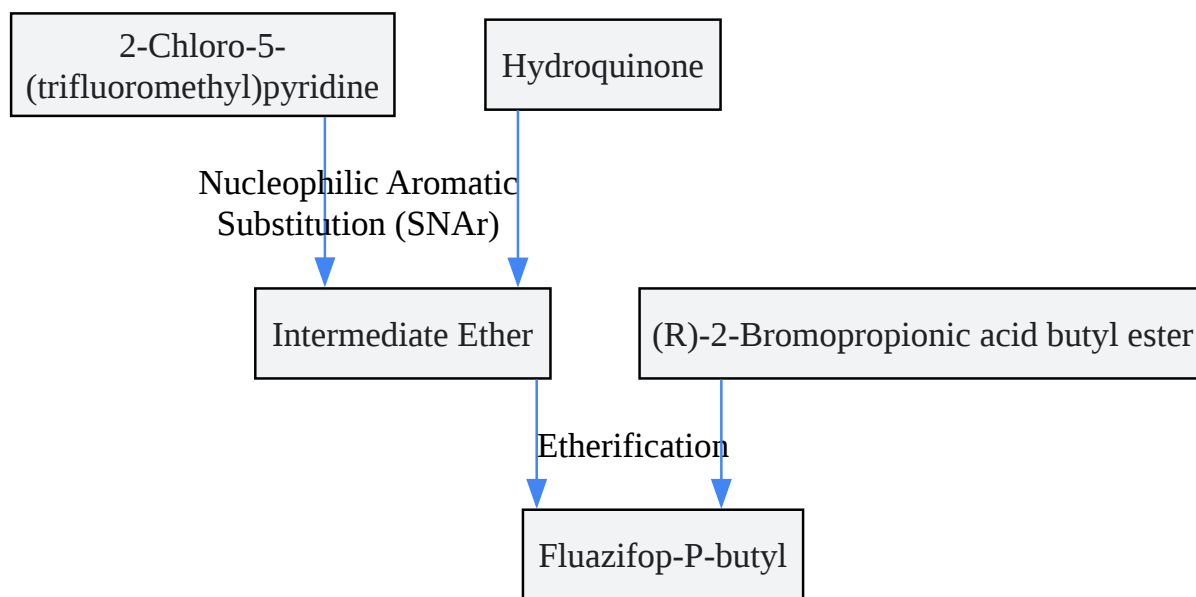 2-Chloro-5-
(trifluoromethyl)pyridine
Hydroquinone
Nucleophilic Aromatic
Substitution (SNAr)
Intermediate Ether
(R)-2-Bromopropionic acid butyl ester
Etherification
Fluazifop-P-butyl